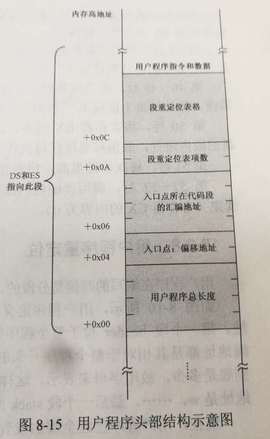 内存高地址
用户程序指令和数据
段重定位表格
+0x0C
段重定位表项数
+0x0A
DS和ES
指向此段
入口点所在代码段
的汇编地址
+0x06
入口点:偏移地址
+0x04
用户程序总长度
+0x00
图 8-15 用户程序头部结构示意图